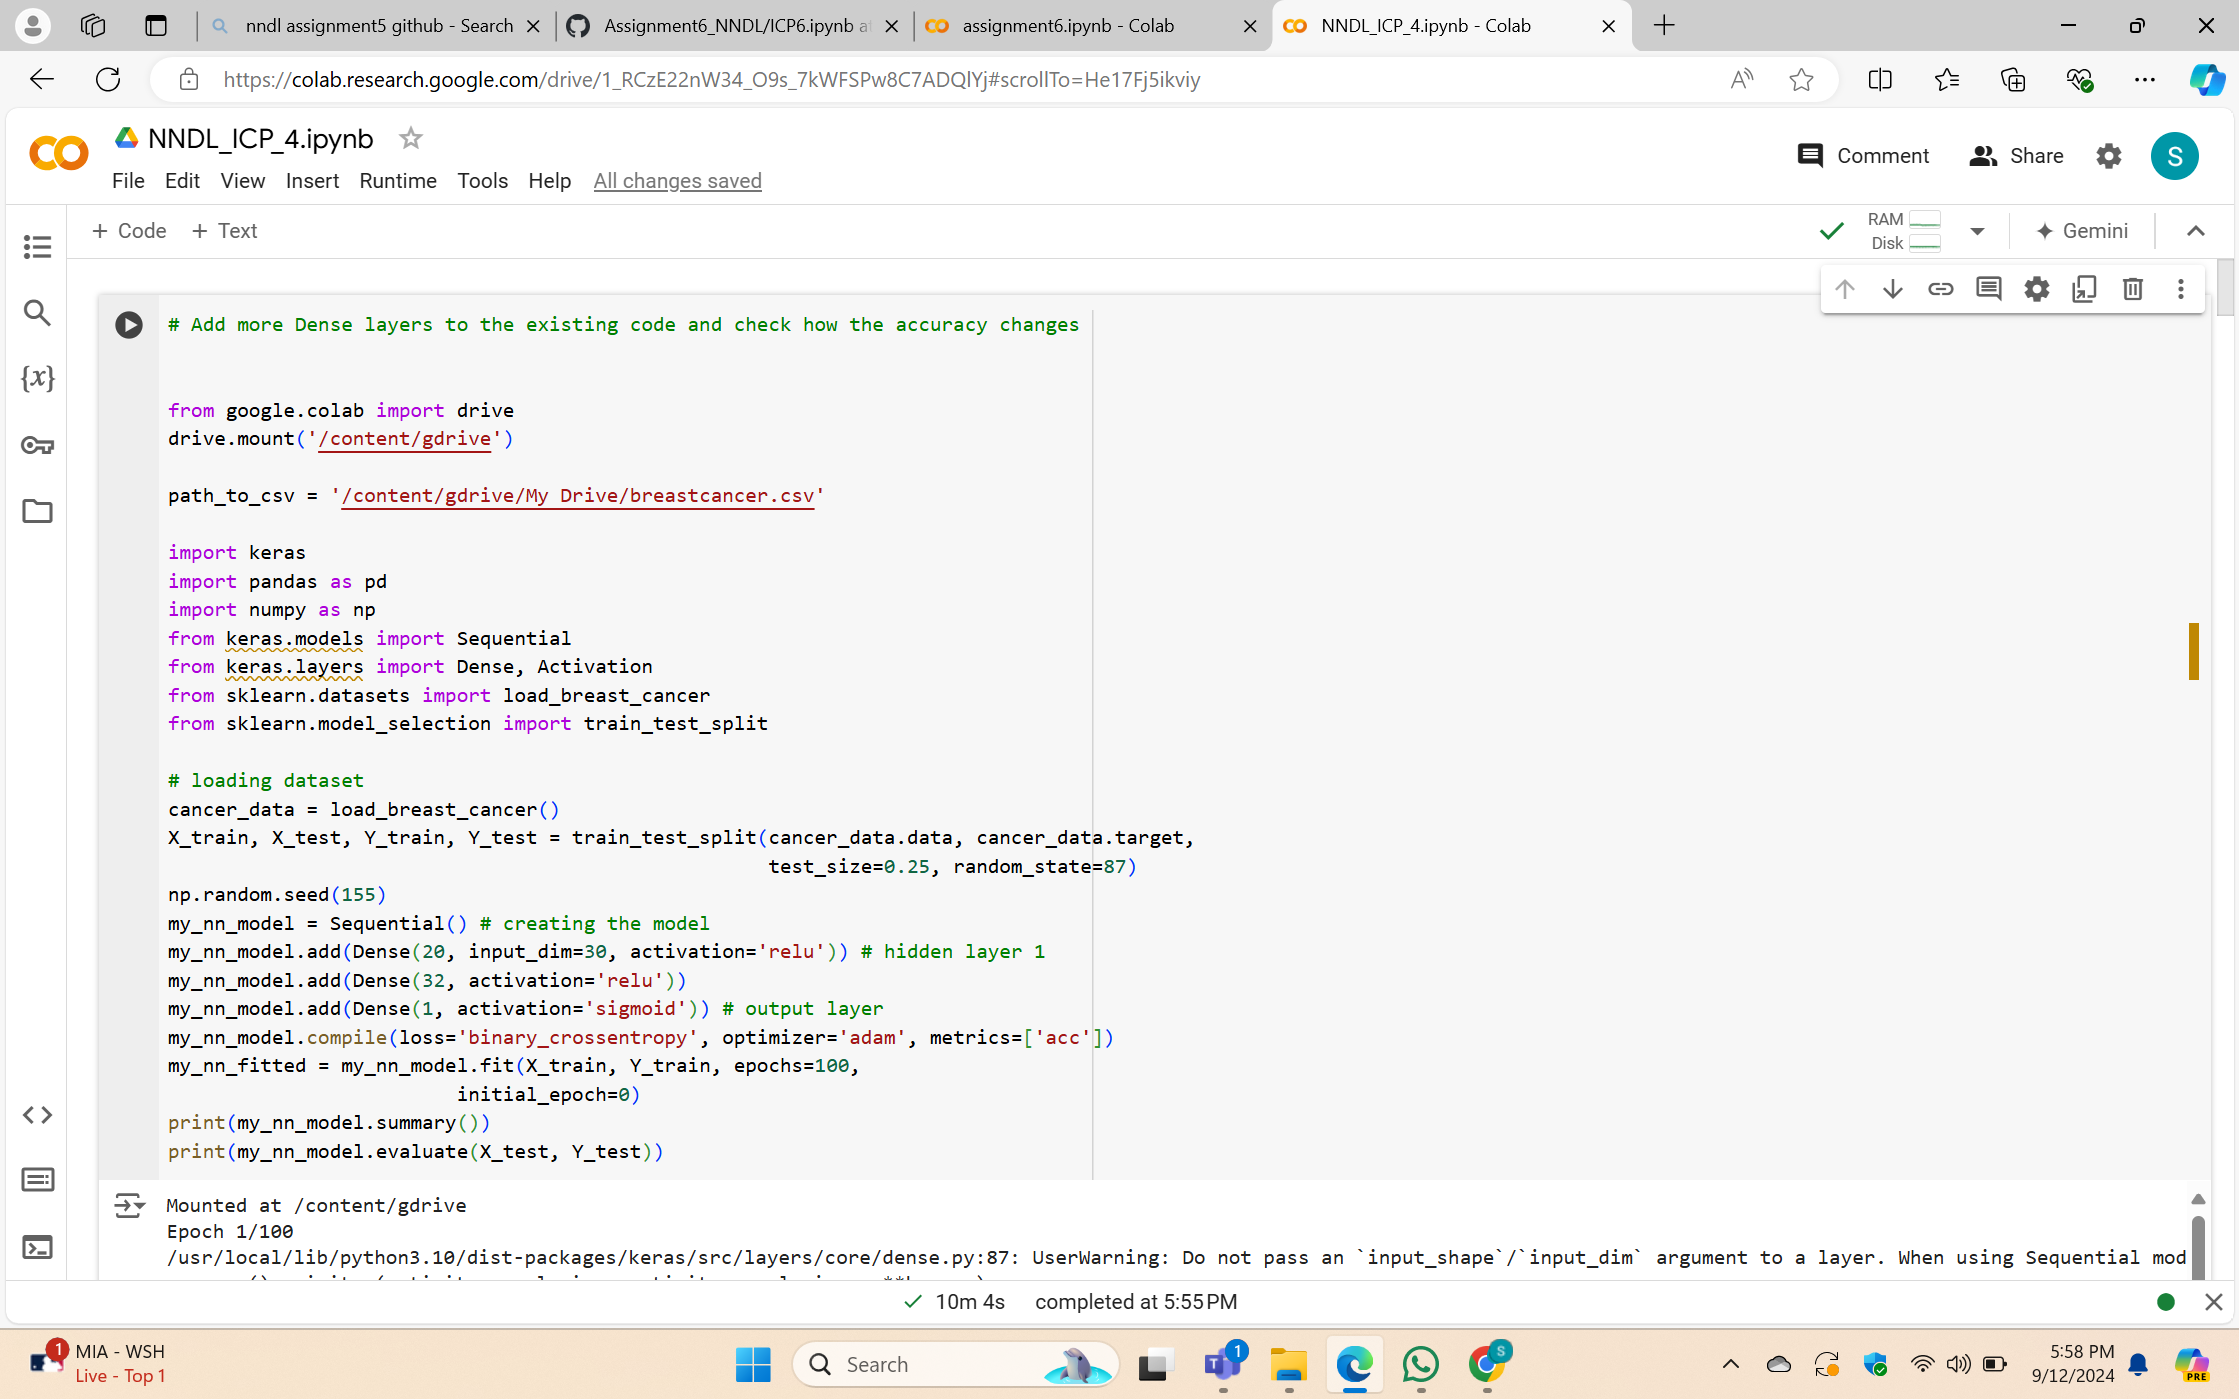 nndl assignment5 github - Search
Assignment6_NNDL/ICP6.ipynb at
assignment6.ipynb - Colab
NNDL_ICP_4.ipynb - Colab
https://colab.research.google.com/drive/1_RCzE22nW34_O9s_7kWFSPw8C7ADQlYj#scrollTo=He17Fj5ikviy
NNDL_ICP_4.ipynb
Comment
Share
S
File Edit View Insert Runtime Tools Help All changes saved
+ Code + Text
RAM
Disk
Gemini
# Add more Dense layers to the existing code and check how the accuracy changes
from google.colab import drive
drive.mount('/content/gdrive')
path_to_csv = '/content/gdrive/My Drive/breastcancer.csv'
import keras
import pandas as pd
import numpy as np
from keras.models import Sequential
from keras.layers import Dense, Activation
from sklearn.datasets import load_breast_cancer
from sklearn.model_selection import train_test_split
# loading dataset
cancer_data = load_breast_cancer()
X_train, X_test, Y_train, Y_test = train_test_split(cancer_data.data, cancer_data.target,
test_size=0.25, random_state=87)
np.random.seed(155)
my_nn_model = Sequential() # creating the model
my_nn_model.add(Dense(20, input_dim=30, activation='relu')) # hidden layer 1
my_nn_model.add(Dense(32, activation='relu'))
my_nn_model.add(Dense(1, activation='sigmoid')) # output layer
my_nn_model.compile(loss='binary_crossentropy', optimizer='adam', metrics=['acc'])
my_nn_fitted = my_nn_model.fit(X_train, Y_train, epochs=100,
initial_epoch=0)
print(my_nn_model.summary())
print(my_nn_model.evaluate(X_test, Y_test))
Mounted at /content/gdrive
Epoch 1/100
/usr/local/lib/python3.10/dist-packages/keras/src/layers/core/dense.py:87: UserWarning: Do not pass an `input_shape`/`input_dim` argument to a layer. When using Sequential mod
10m 4s completed at 5:55 PM
1
MIA - WSH
Live - Top 1
Search
1
S
5:58 PM
9/12/2024
PRE